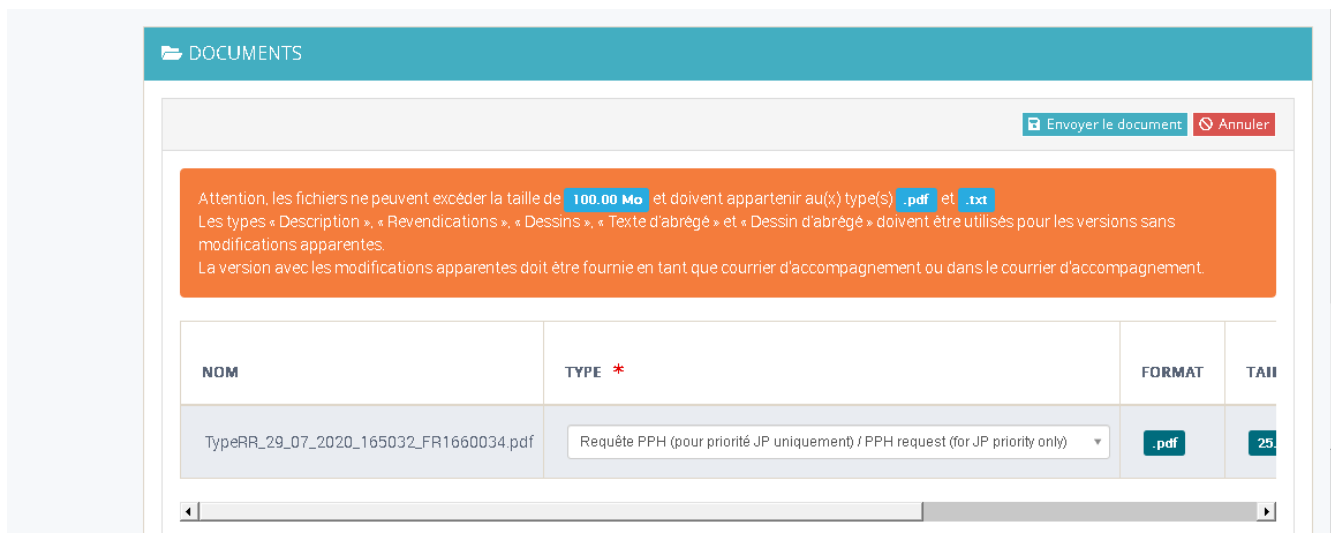 DOCUMENTS
Envoyer le document Annuler
Attention, les fichiers ne peuvent excéder la taille de 100.00 Mo et doivent appartenir au(x) type(s) .pdf et .txt
Les types « Description », « Revendications », « Dessins », « Texte d'abrégé » et « Dessin d'abrégé » doivent être utilisés pour les versions sans
modifications apparentes.
La version avec les modifications apparentes doit être fournie en tant que courrier d'accompagnement ou dans le courrier d'accompagnement.
NOM TYPE * FORMAT TAI
TypeRR_29_07_2020_165032_FR1660034.pdf Requête PPH (pour priorité JP uniquement) / PPH request (for JP priority only) .pdf 25.